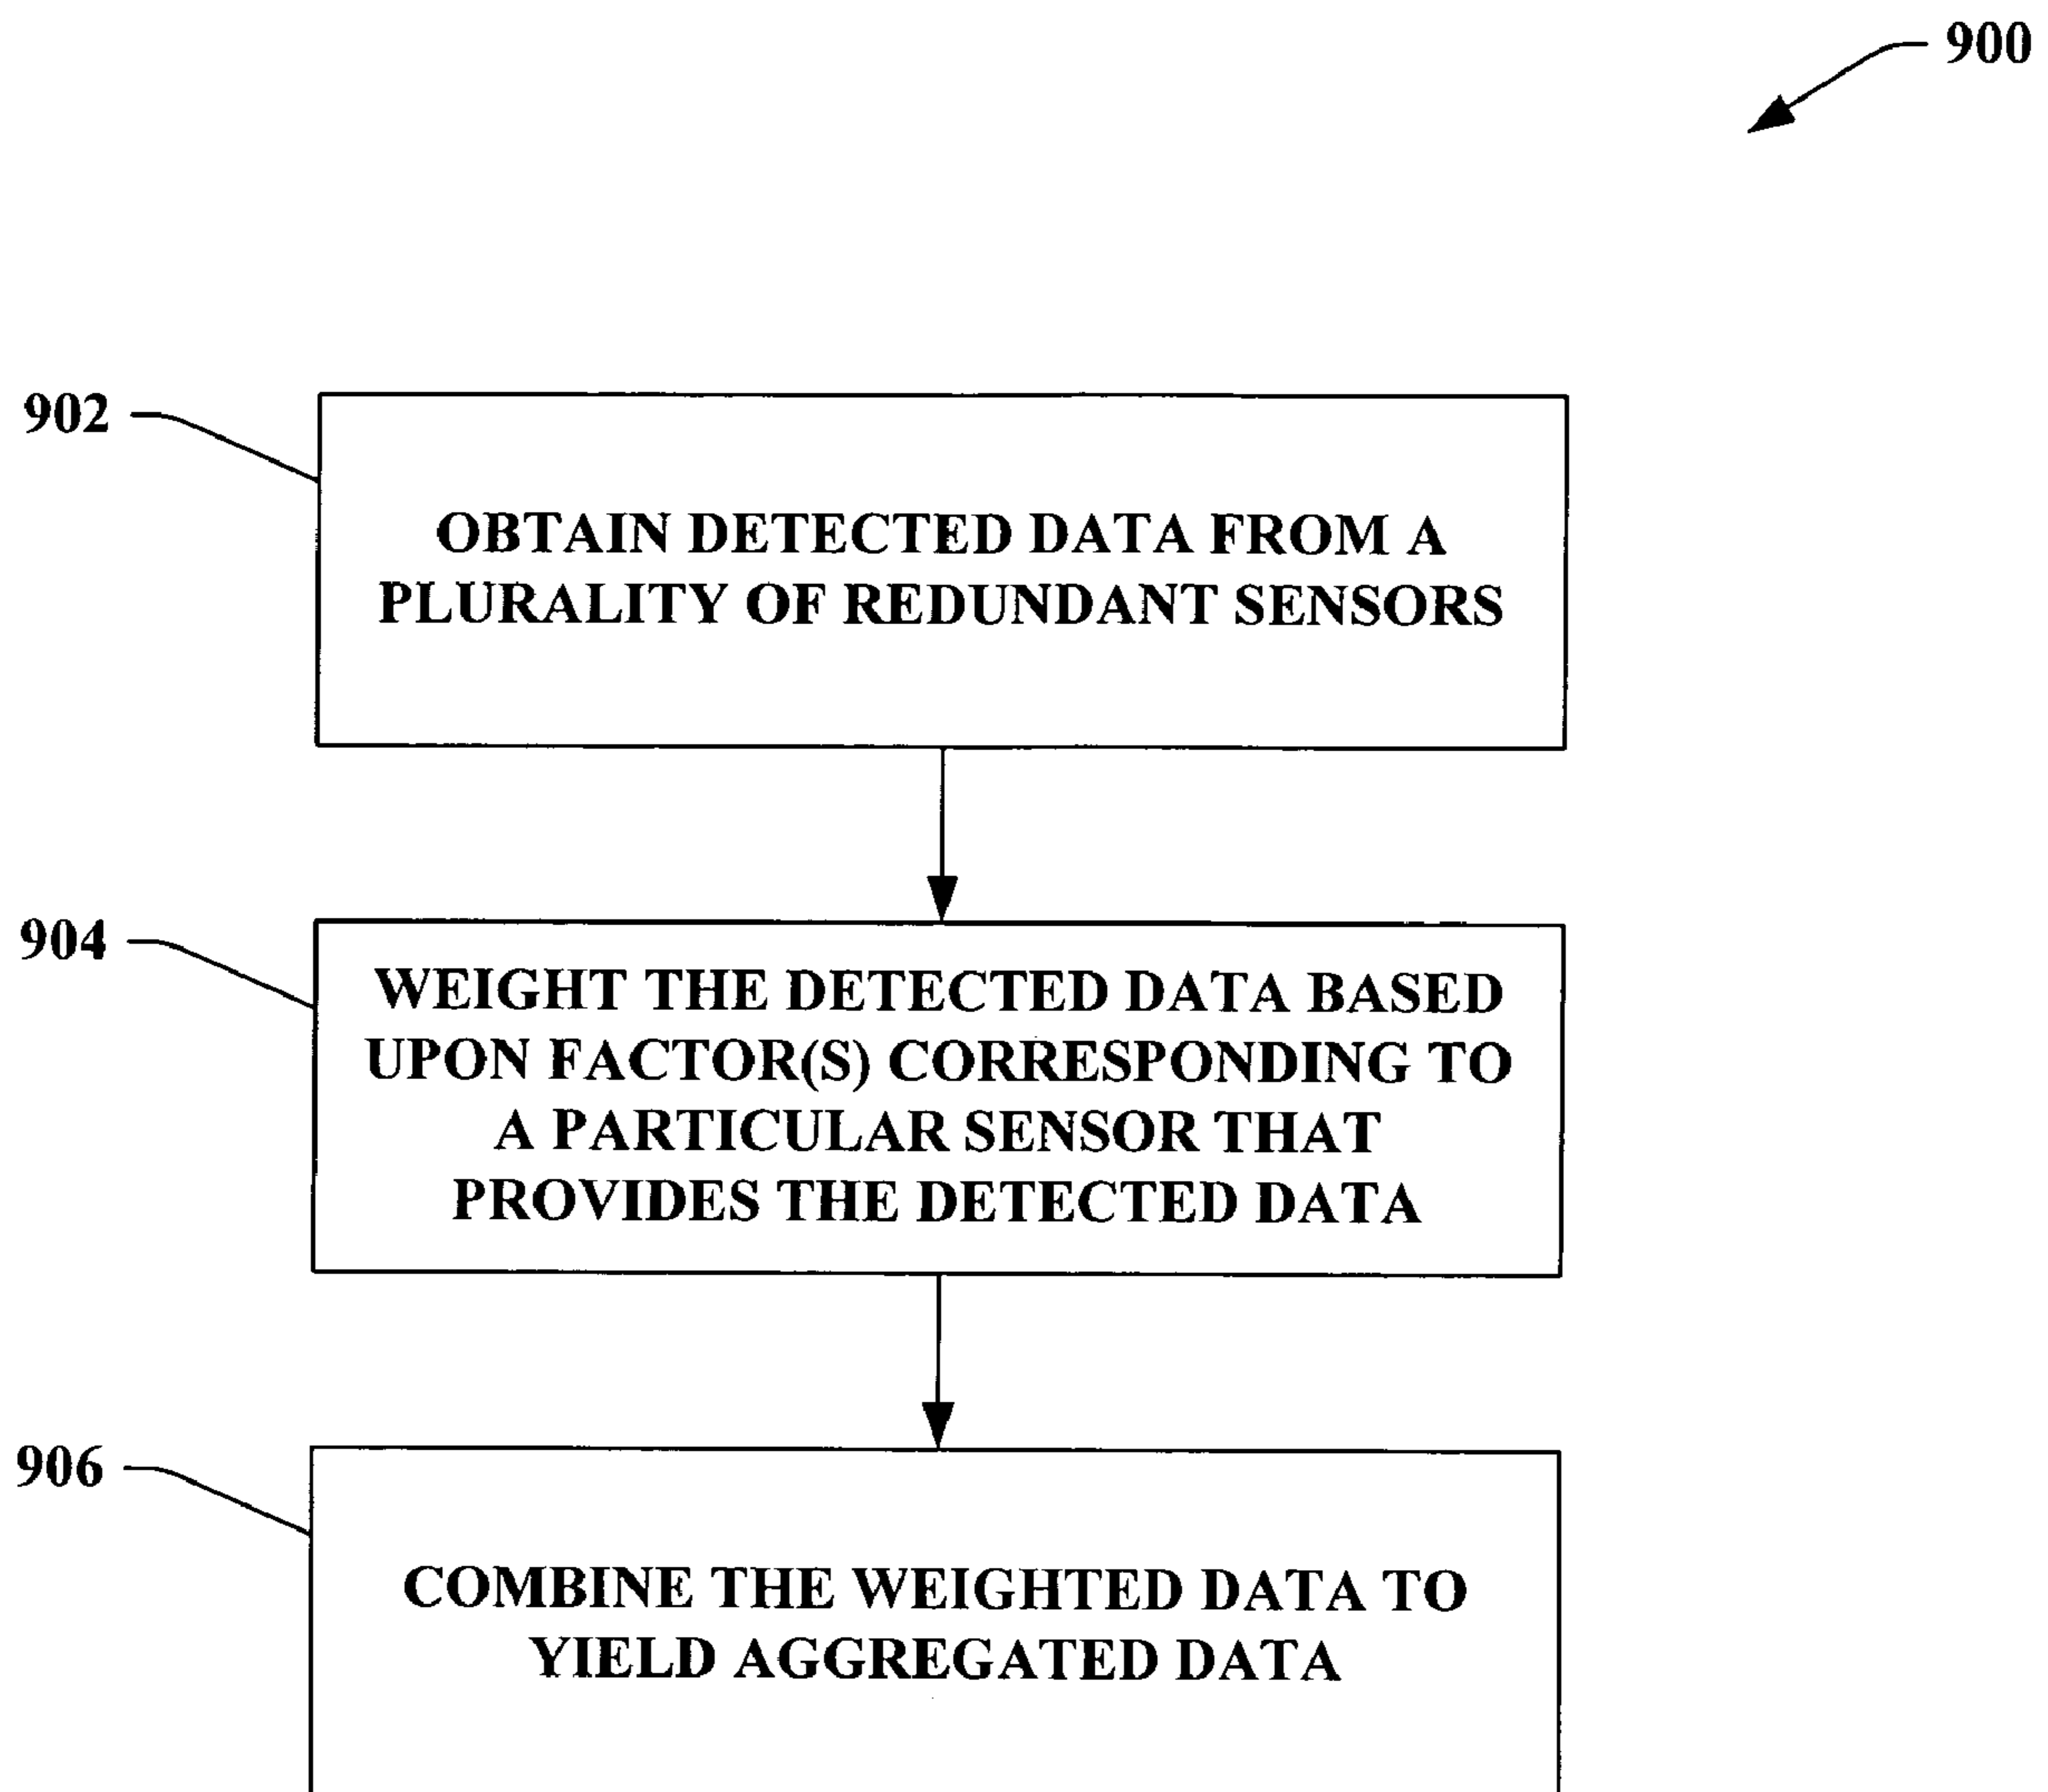 900
902
OBTAIN DETECTED DATA FROM A
PLURALITY OF REDUNDANT SENSORS
904
WEIGHT THE DETECTED DATA BASED
UPON FACTOR(S) CORRESPONDING TO
A PARTICULAR SENSOR THAT
PROVIDES THE DETECTED DATA
906
COMBINE THE WEIGHTED DATA TO
YIELD AGGREGATED DATA